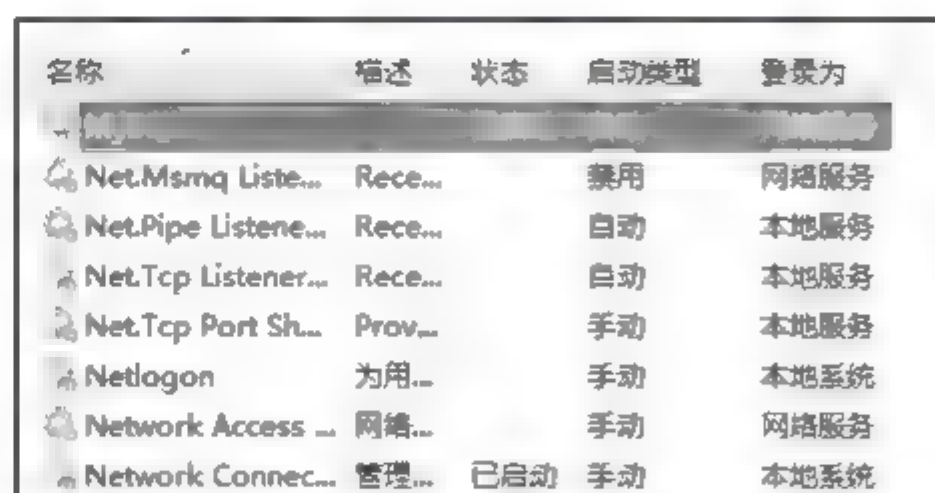 名称 描述 状态 启动类型 登录为
Net.Msmq Liste... Rece... 禁用 网络服务
Net.Pipe Listene... Rece... 自动 本地服务
Net.Tcp Listener... Rece... 自动 本地服务
Net.Tcp Port Sh... Prov... 手动 本地服务
Netlogon 为用... 手动 本地系统
Network Access ... 网络... 手动 网络服务
Network Connec... 管理... 已启动 手动 本地系统